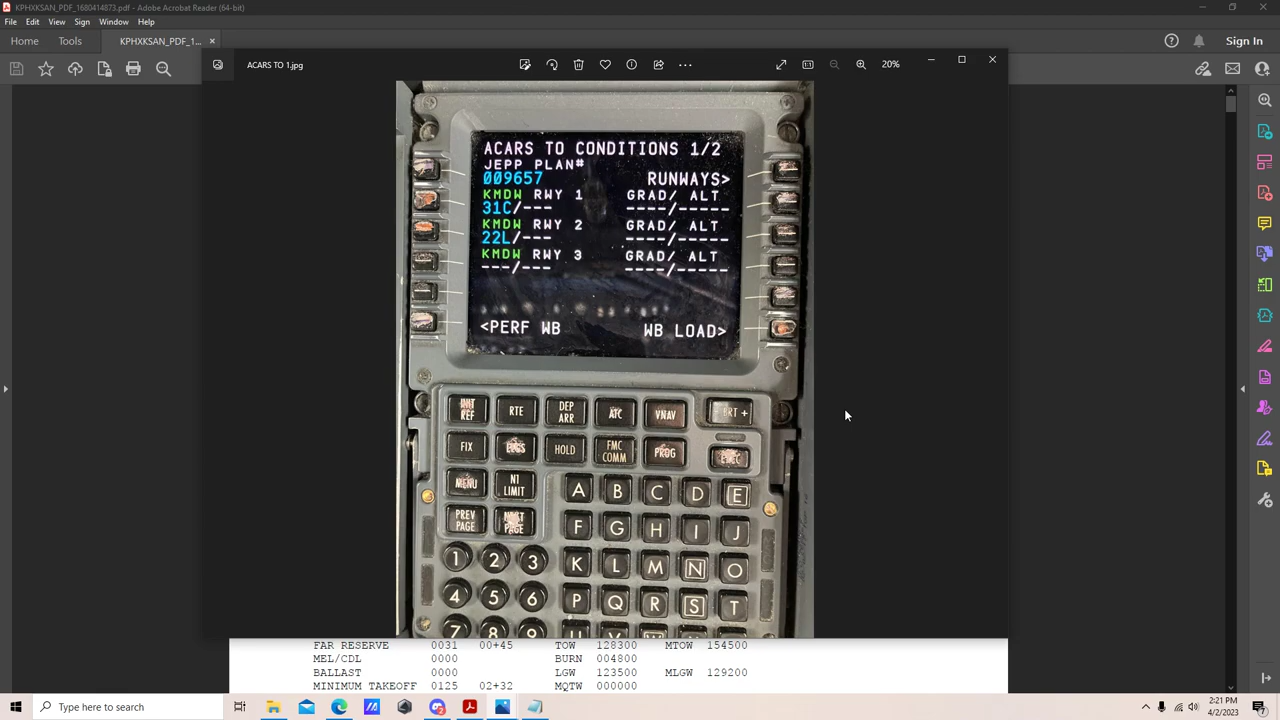 KPHXKSAN_PDF_1680414873.pdf - Adobe Acrobat Reader (64-bit)
File Edit View Sign Window Help
Home Tools KPHXKSAN_PDF_1... Sign In
ACARS TO 1.jpg 20%
ACARS TO CONDITIONS 1/2
JEPP PLAN#
009657 RUNWAYS>
KMDW RWY 1 GRAD/ ALT
31C/--- ----/-----
KMDW RWY 2 GRAD/ ALT
22L/--- ----/-----
KMDW RWY 3 GRAD/ ALT
---/--- ----/-----
<PERF WB WB LOAD>
INIT REF RTE DEP ARR ATC VNAV - BRT +
FIX LEGS HOLD FMC COMM PROG EXEC
MENU N1 LIMIT A B C D E
PREV PAGE NEXT PAGE F G H I J
1 2 3 K L M N O
4 5 6 P Q R S T
7 8 9
FAR RESERVE 0031 00+45 TOW 128300 MTOW 154500
MEL/CDL 0000 BURN 004800
BALLAST 0000 LGW 123500 MLGW 129200
MINIMUM TAKEOFF 0125 02+32 MQTW 000000
Type here to search
2:21 PM
4/2/2023